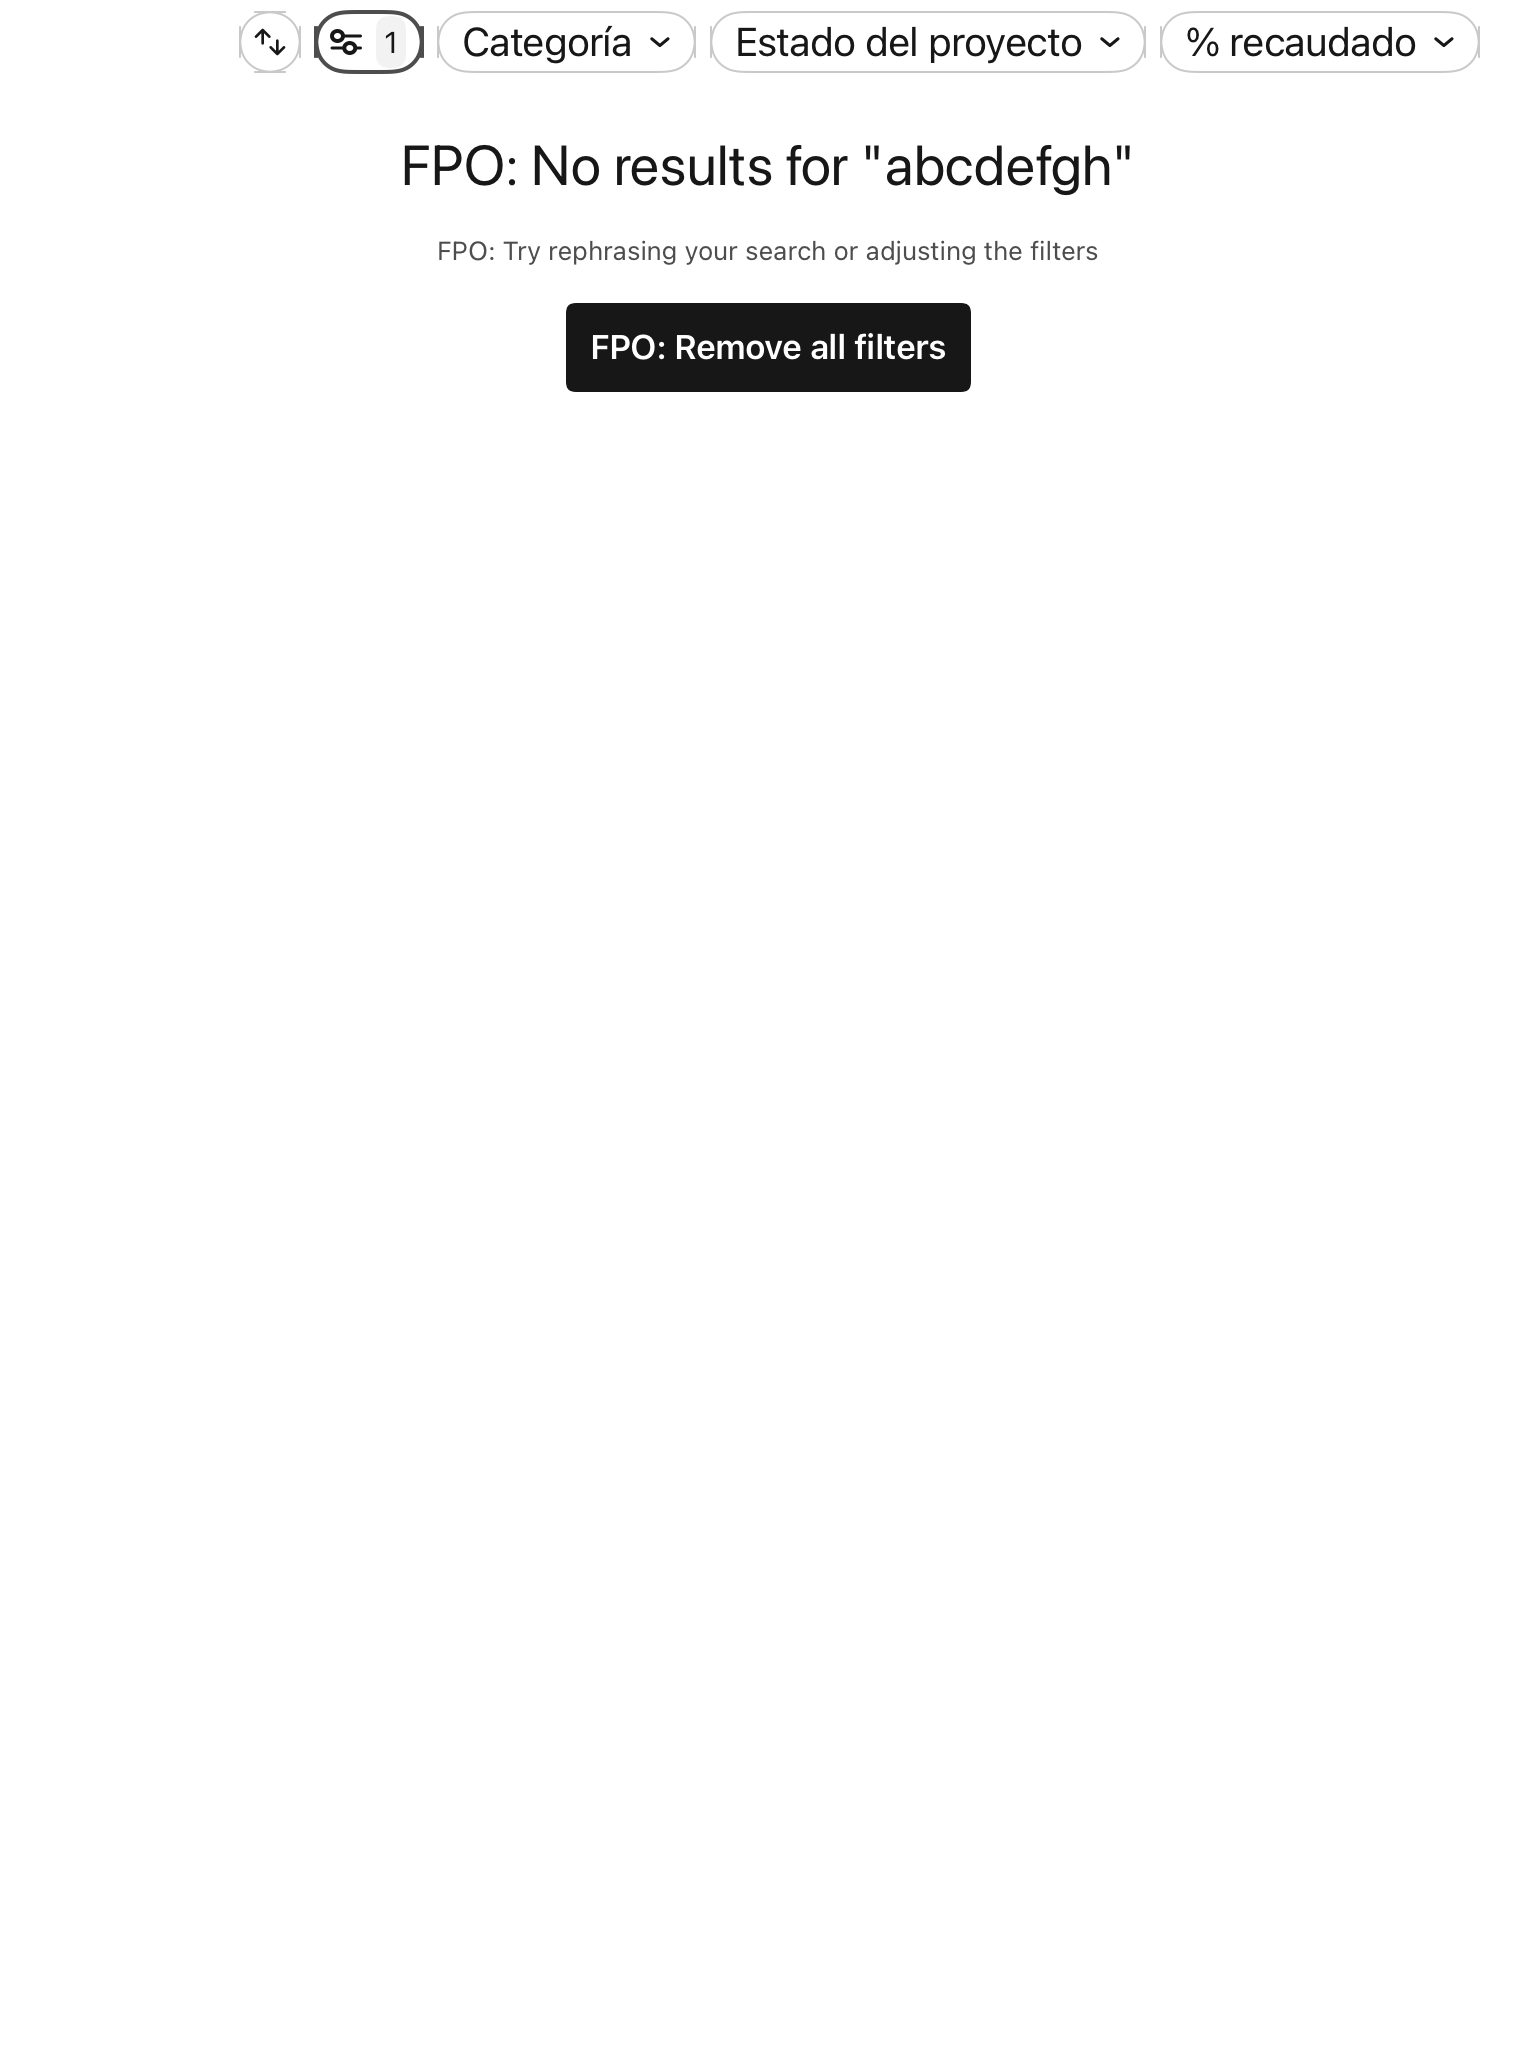 1 Categoría Estado del proyecto % recaudado
FPO: No results for "abcdefgh"
FPO: Try rephrasing your search or adjusting the filters
FPO: Remove all filters